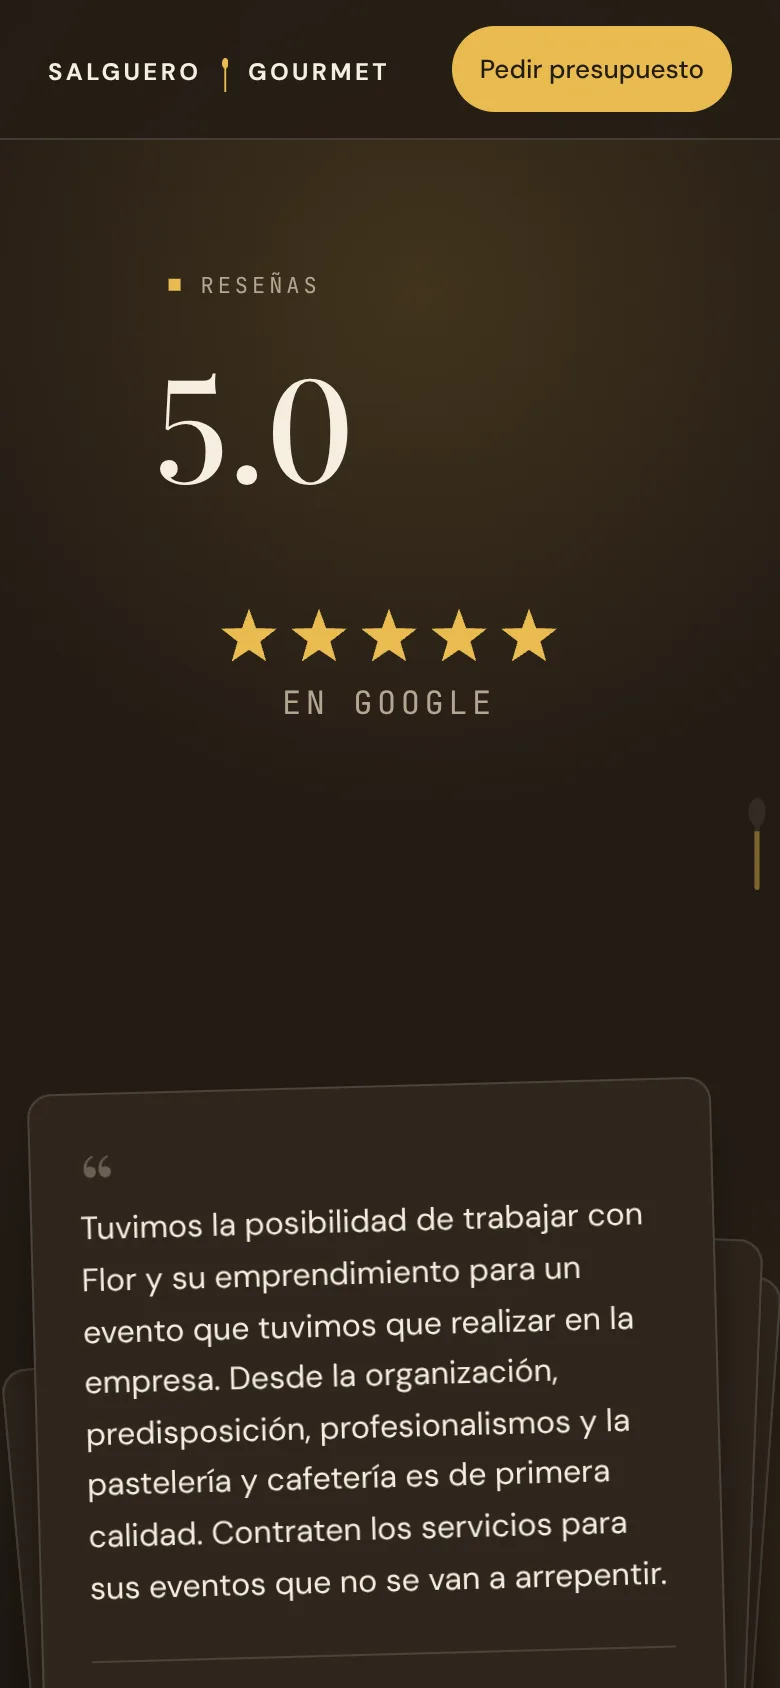 SALGUERO GOURMET
Pedir presupuesto
RESEÑAS
5.0
EN GOOGLE
“
Tuvimos la posibilidad de trabajar con
Flor y su emprendimiento para un
evento que tuvimos que realizar en la
empresa. Desde la organización,
predisposición, profesionalismos y la
pastelería y cafetería es de primera
calidad. Contraten los servicios para
sus eventos que no se van a arrepentir.